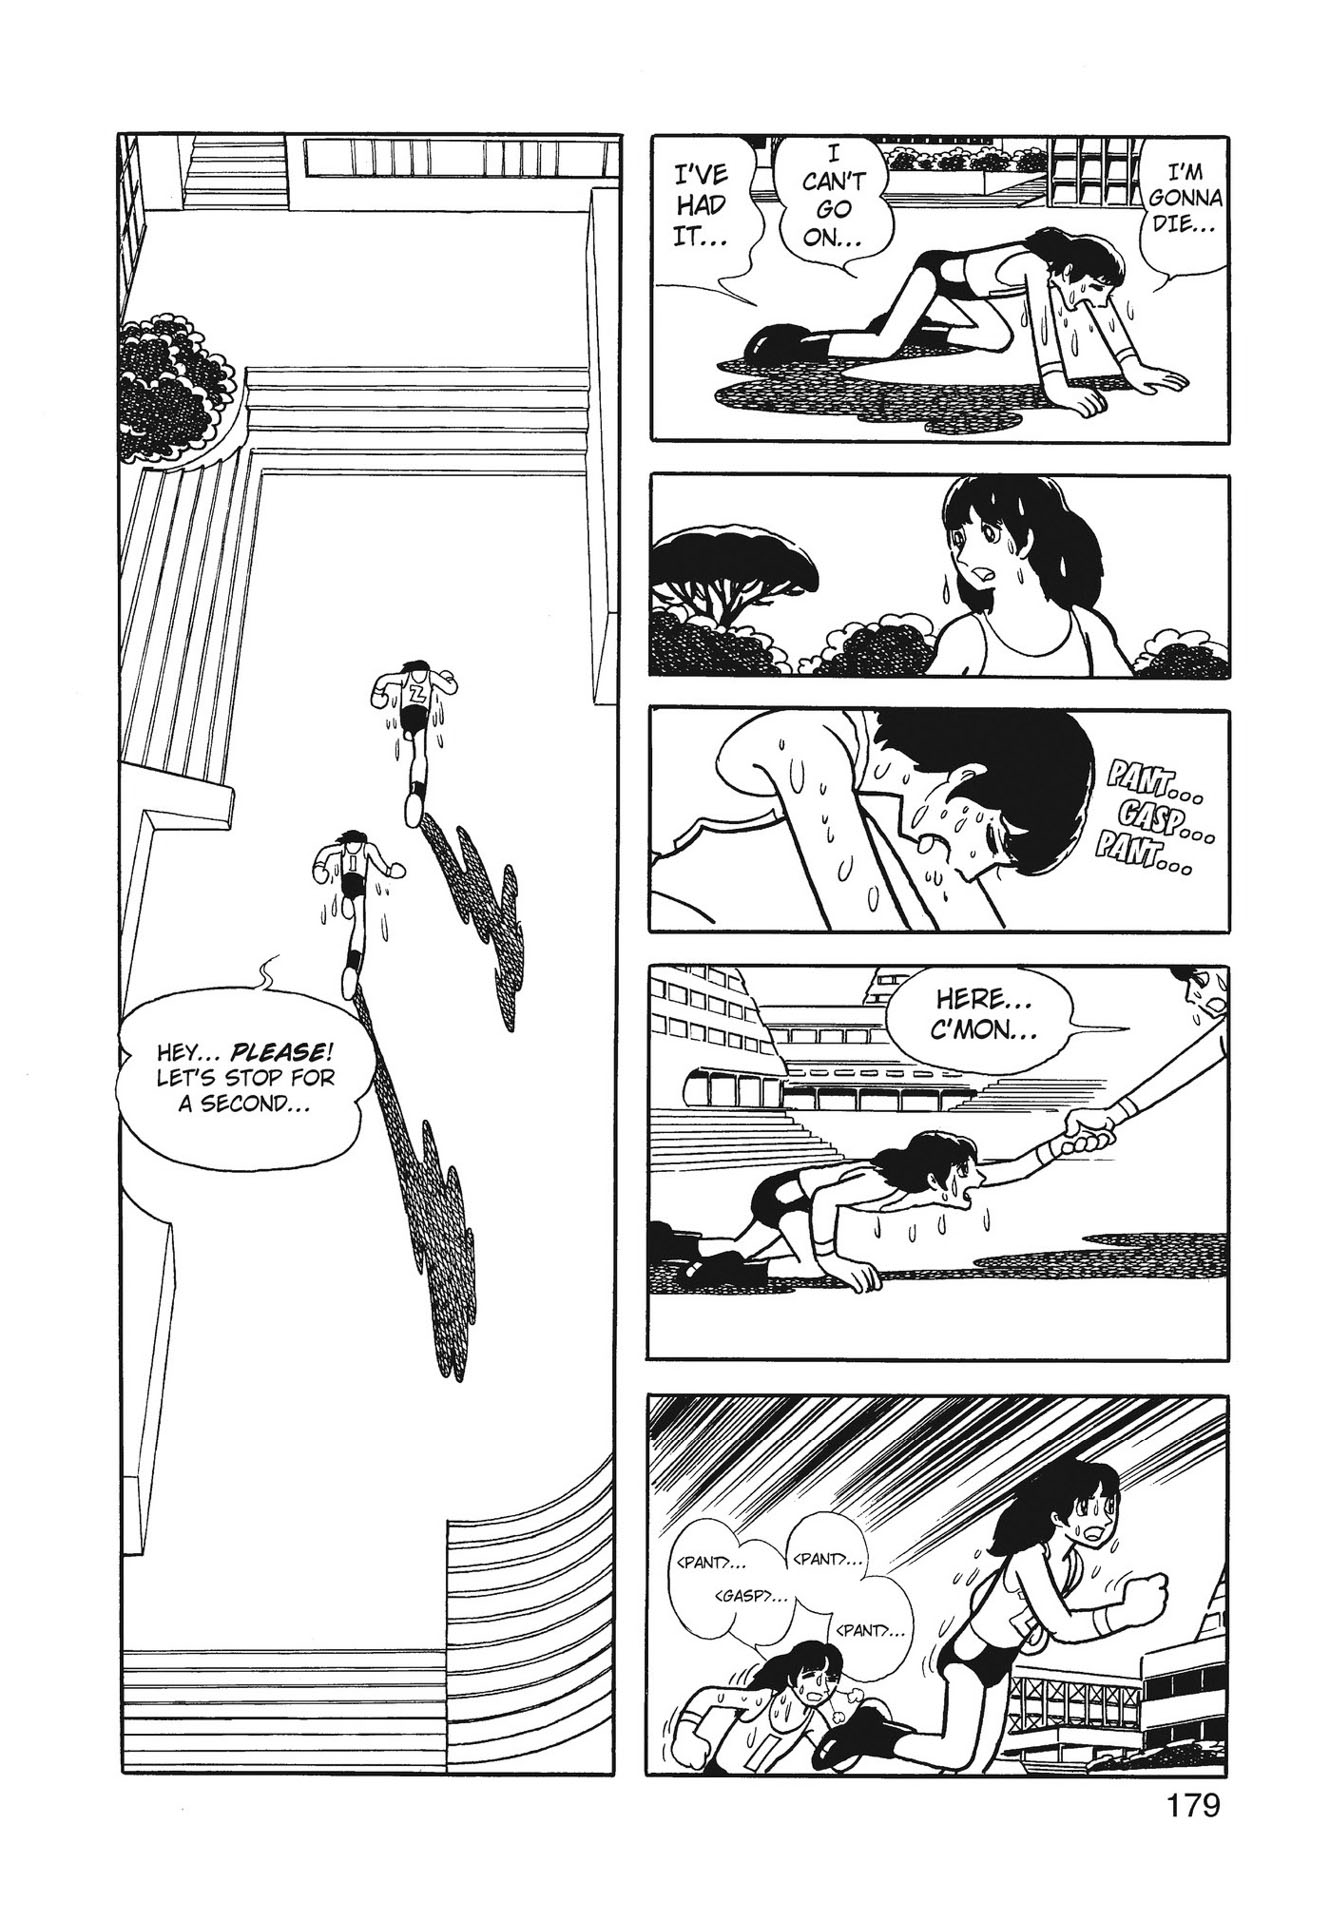 HEY... PLEASE!
LET'S STOP FOR
A SECOND...
I'VE
HAD
IT...
I
CAN'T
GO
ON...
I'M
GONNA
DIE...
PANT...
GASP...
PANT...
HERE...
C'MON...
<PANT>...
<GASP>...
<PANT>...
<PANT>...
179